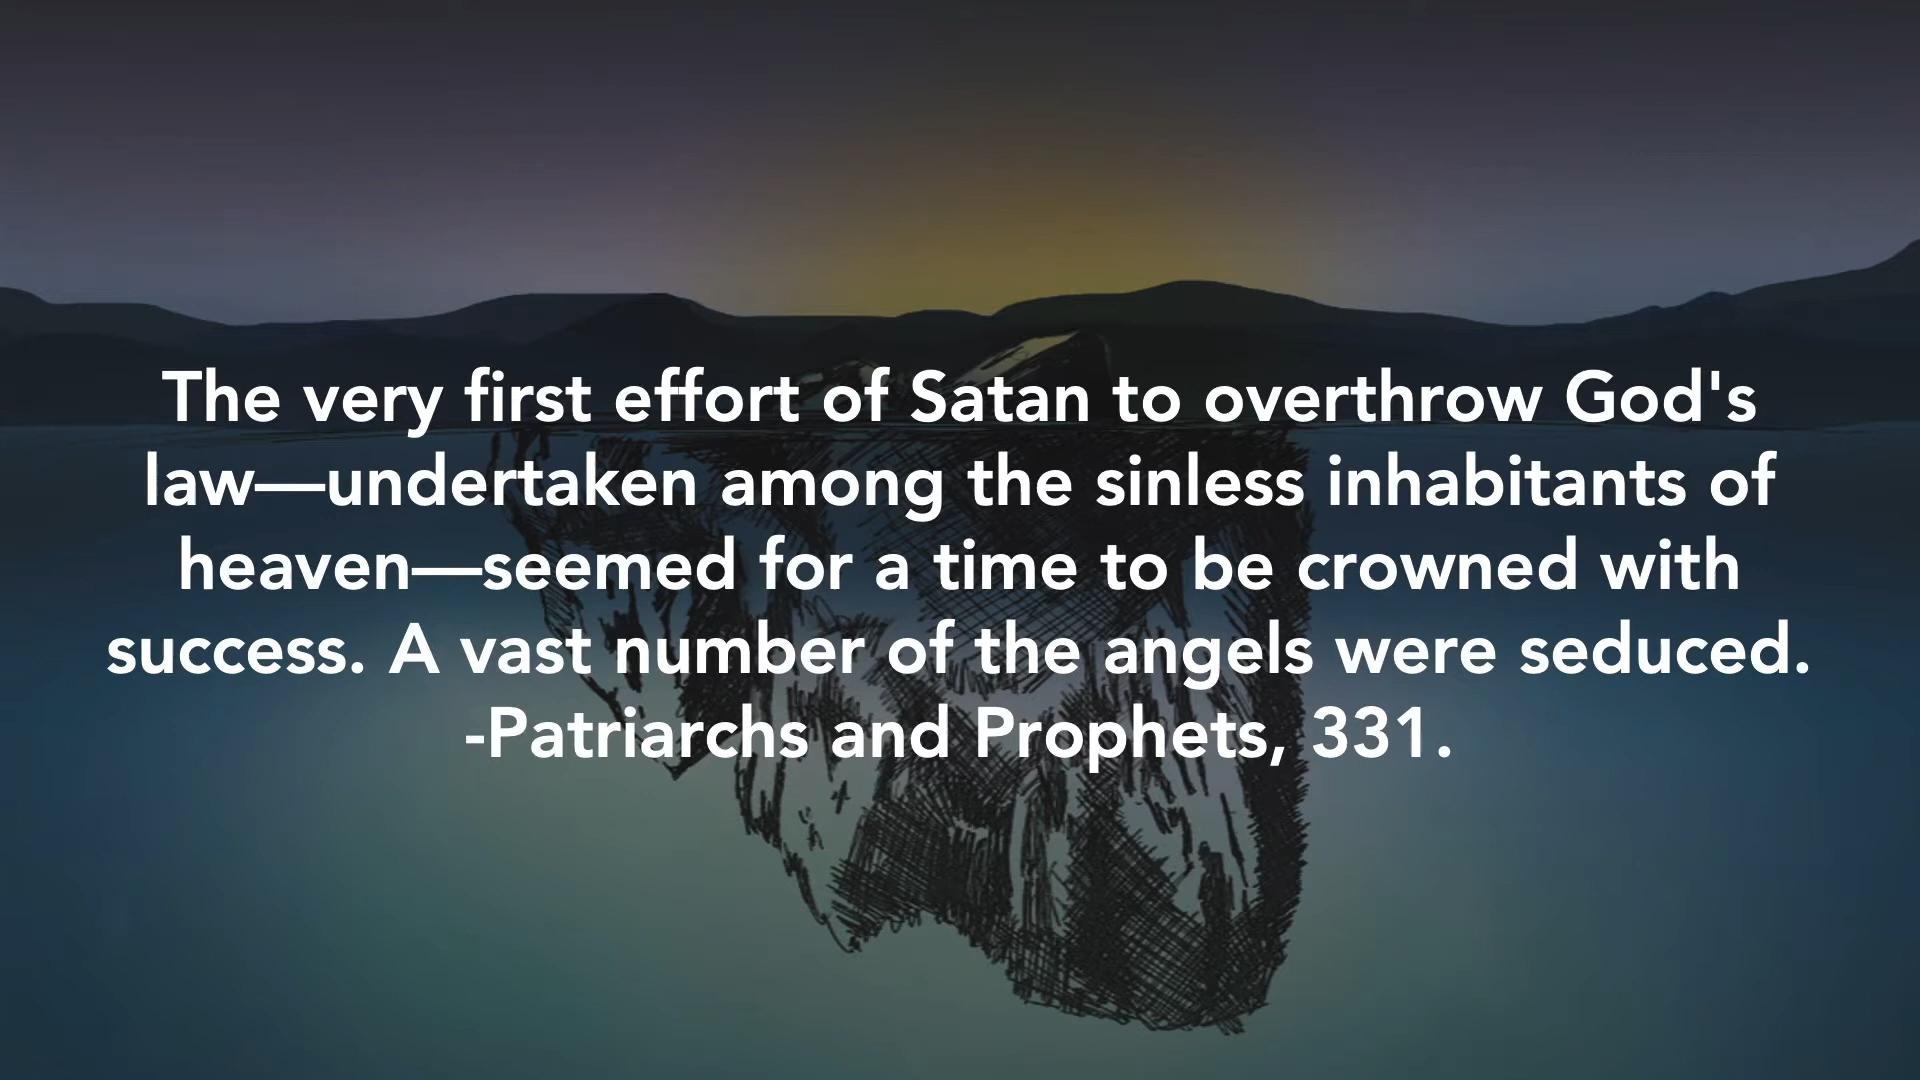 The very first effort of Satan to overthrow God's
law—undertaken among the sinless inhabitants of
heaven—seemed for a time to be crowned with
success. A vast number of the angels were seduced.
-Patriarchs and Prophets, 331.